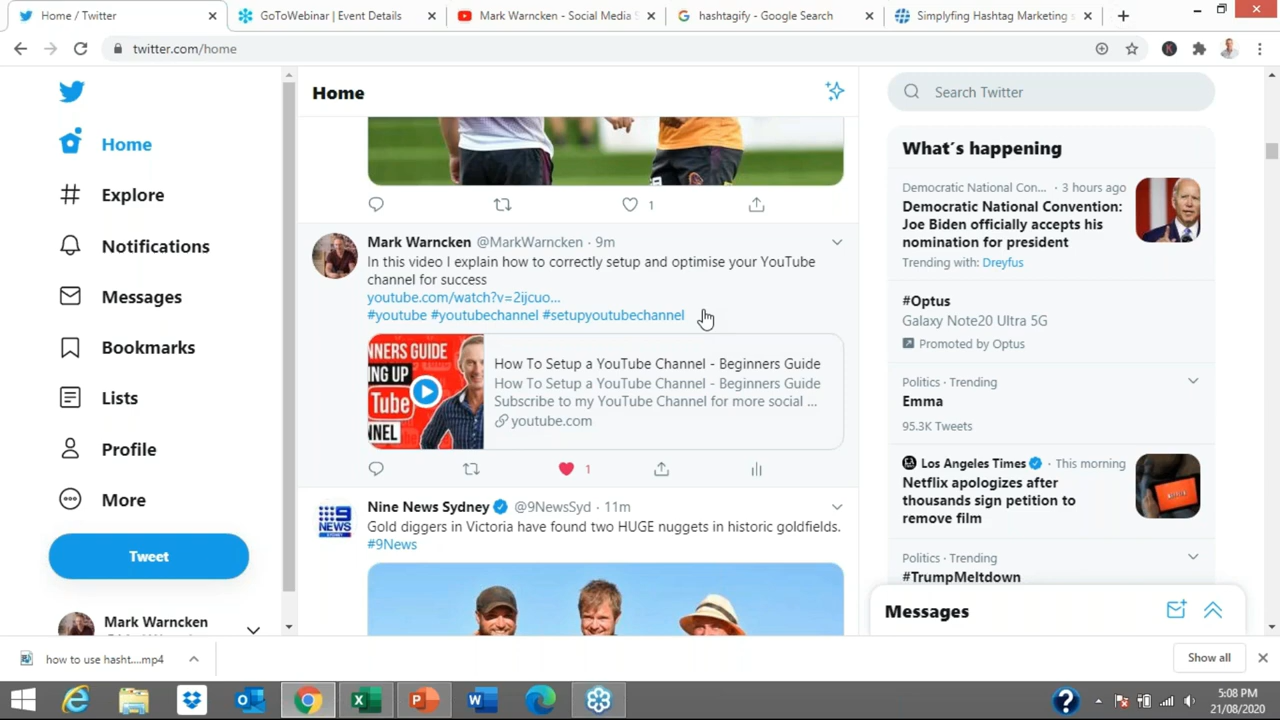 Home / Twitter
GoToWebinar | Event Details
Mark Warncken - Social Media S
hashtagify - Google Search
Simplyfing Hashtag Marketing s
twitter.com/home
Home
Explore
Notifications
Messages
Bookmarks
Lists
Profile
More
Tweet
Mark Warncken
Home
1
Mark Warncken @MarkWarncken · 9m
In this video I explain how to correctly setup and optimise your YouTube
channel for success
youtube.com/watch?v=2ijcuo...
#youtube #youtubechannel #setupyoutubechannel
NNERS GUIDE
ING UP
Tube
NNEL
How To Setup a YouTube Channel - Beginners Guide
How To Setup a YouTube Channel - Beginners Guide
Subscribe to my YouTube Channel for more social ...
youtube.com
1
9 NEWS
SYDNEY
Nine News Sydney @9NewsSyd · 11m
Gold diggers in Victoria have found two HUGE nuggets in historic goldfields.
#9News
Search Twitter
What's happening
Democratic National Con... · 3 hours ago
Democratic National Convention:
Joe Biden officially accepts his
nomination for president
Trending with: Dreyfus
#Optus
Galaxy Note20 Ultra 5G
Promoted by Optus
Politics · Trending
Emma
95.3K Tweets
Los Angeles Times · This morning
Netflix apologizes after
thousands sign petition to
remove film
NETFLIX
Politics · Trending
#TrumpMeltdown
Messages
how to use hasht....mp4
Show all
5:08 PM
21/08/2020